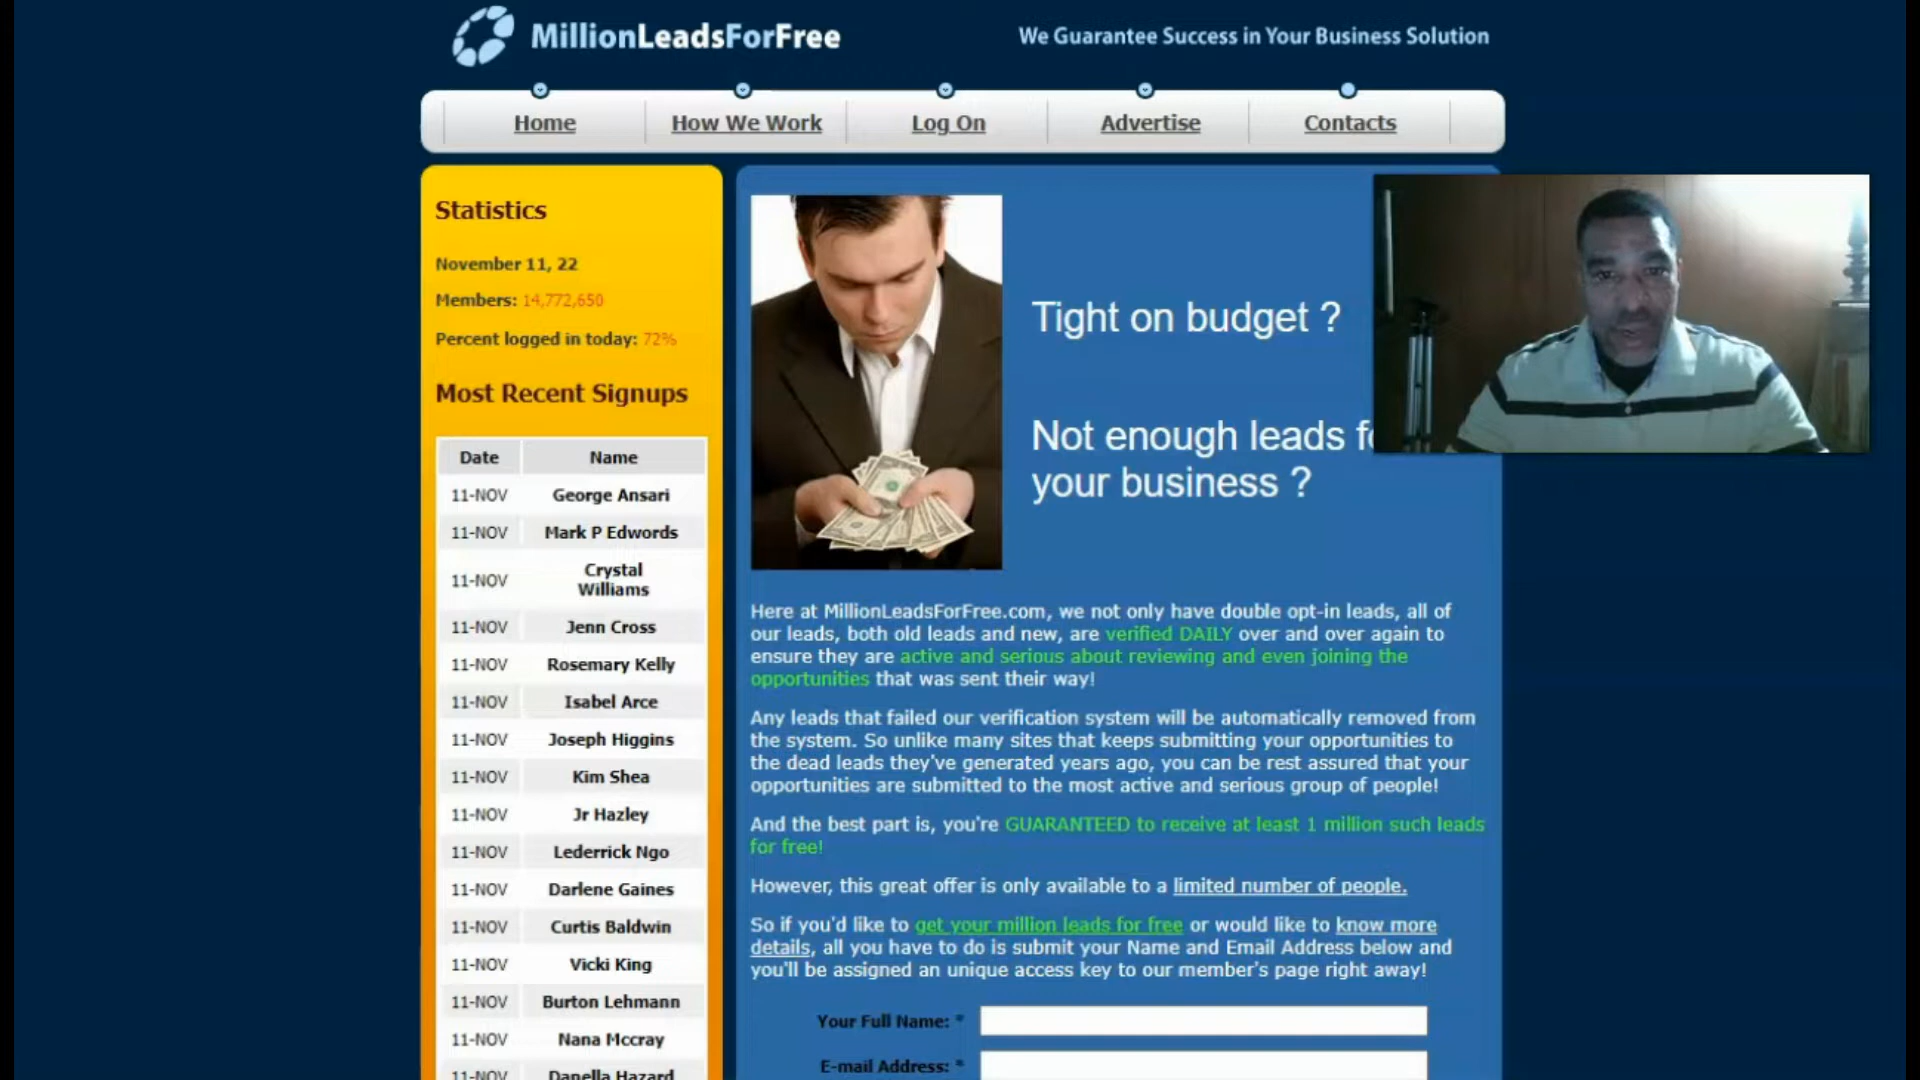 MillionLeadsForFree
We Guarantee Success in Your Business Solution
Home
How We Work
Log On
Advertise
Contacts
Statistics
November 11, 22
Members: 14,772,650
Percent logged in today: 72%
Most Recent Signups
Date Name
11-NOV George Ansari
11-NOV Mark P Edwords
11-NOV Crystal
Williams
11-NOV Jenn Cross
11-NOV Rosemary Kelly
11-NOV Isabel Arce
11-NOV Joseph Higgins
11-NOV Kim Shea
11-NOV Jr Hazley
11-NOV Lederrick Ngo
11-NOV Darlene Gaines
11-NOV Curtis Baldwin
11-NOV Vicki King
11-NOV Burton Lehmann
11-NOV Nana Mccray
11-NOV Danella Hazard
Tight on budget ?
Not enough leads
your business ?
Here at MillionLeadsForFree.com, we not only have double opt-in leads, all of
our leads, both old leads and new, are verified DAILY over and over again to
ensure they are active and serious about reviewing and even joining the
opportunities that was sent their way!
Any leads that failed our verification system will be automatically removed from
the system. So unlike many sites that keeps submitting your opportunities to
the dead leads they've generated years ago, you can be rest assured that your
opportunities are submitted to the most active and serious group of people!
And the best part is, you're GUARANTEED to receive at least 1 million such leads
for free!
However, this great offer is only available to a limited number of people.
So if you'd like to get your million leads for free or would like to know more
details, all you have to do is submit your Name and Email Address below and
you'll be assigned an unique access key to our member's page right away!
Your Full Name: *
E-mail Address: *